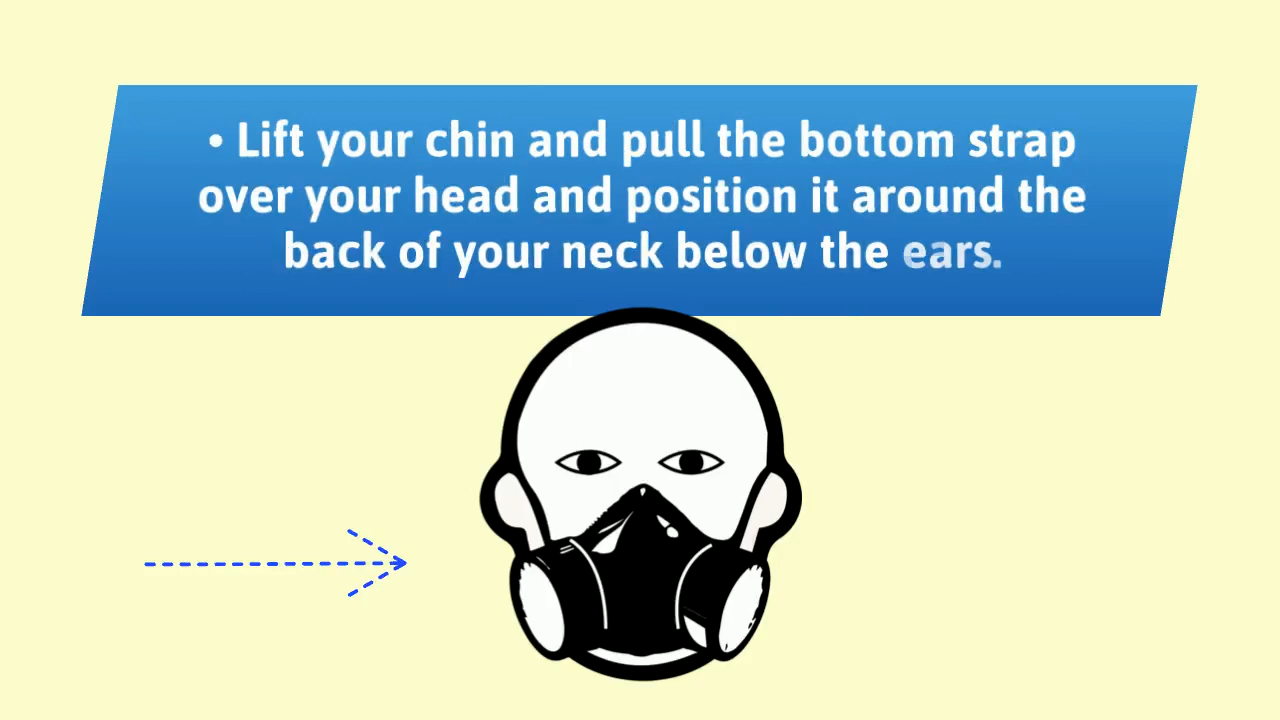 • Lift your chin and pull the bottom strap
over your head and position it around the
back of your neck below the ears.